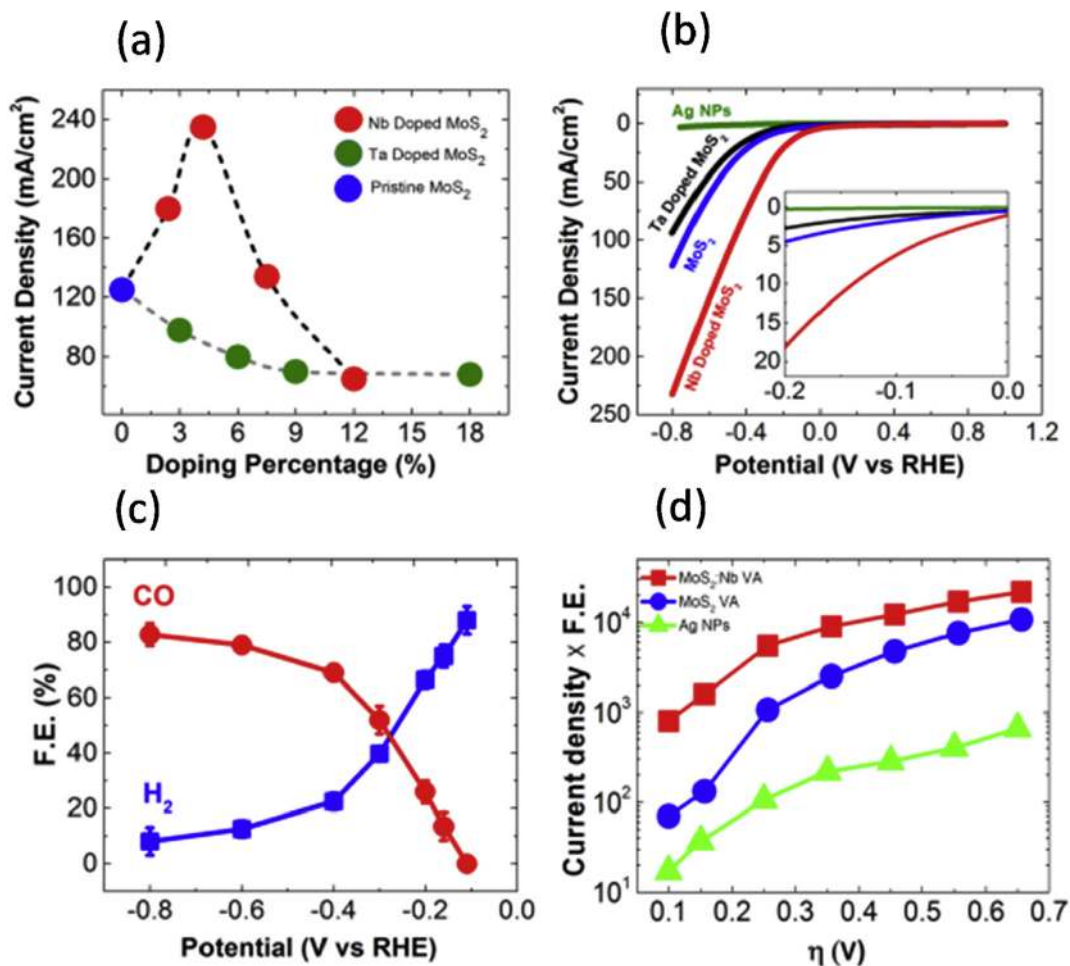 (a)
240
200
160
120
80
0 3 6 9 12 15 18
Current Density (mA/cm²)
Doping Percentage (%)
Nb Doped MoS₂
Ta Doped MoS₂
Pristine MoS₂
(b)
0
25
50
75
100
125
150
175
200
225
250
-0.8 -0.4 0.0 0.4 0.8 1.2
Current Density (mA/cm²)
Potential (V vs RHE)
Ag NPs
Ta Doped MoS₂
MoS₂
Nb Doped MoS₂
0
5
10
15
20
-0.2 -0.1 0.0
(c)
100
80
60
40
20
0
-0.8 -0.6 -0.4 -0.2 0.0
F.E. (%)
Potential (V vs RHE)
CO
H₂
(d)
10⁴
10³
10²
10¹
0.1 0.2 0.3 0.4 0.5 0.6 0.7
Current density x F.E.
η (V)
MoS₂:Nb VA
MoS₂ VA
Ag NPs